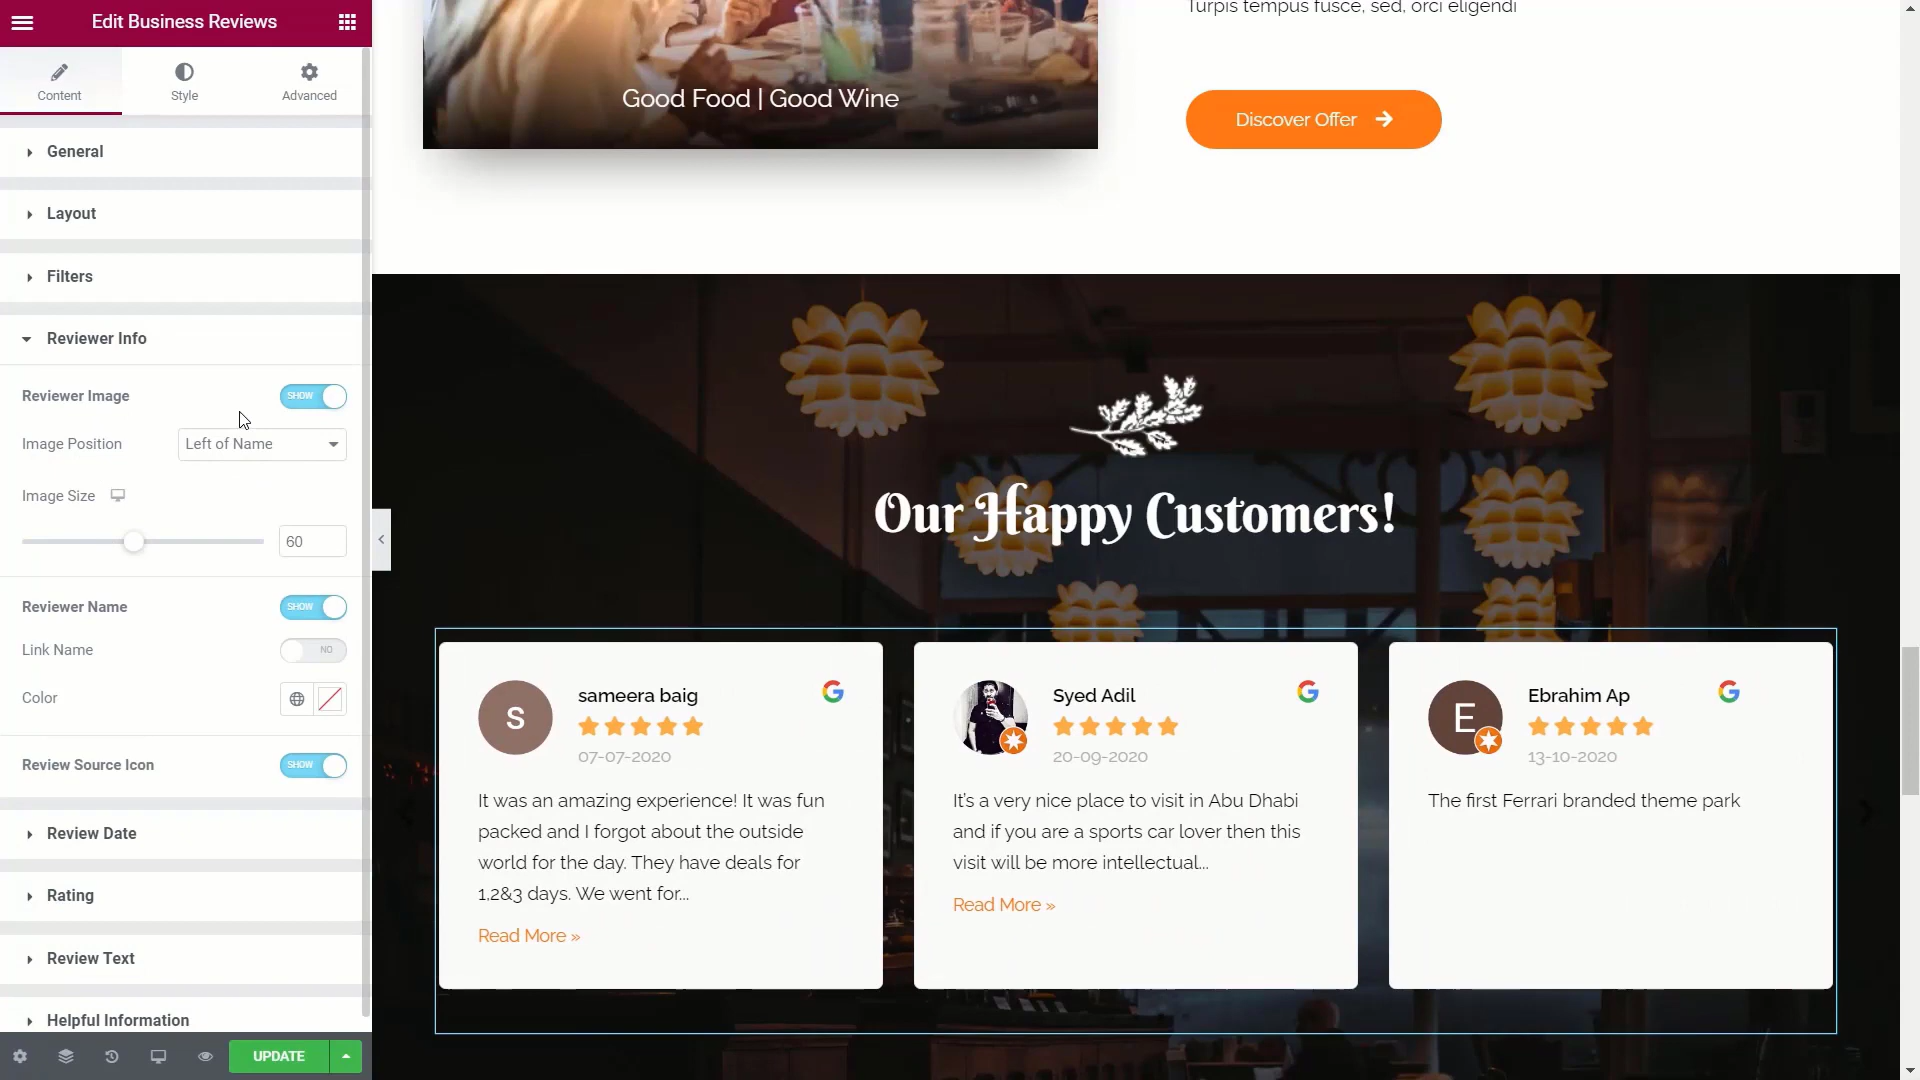 Edit Business Reviews
Content
Style
Advanced
General
Layout
Filters
Reviewer Info
Reviewer Image
SHOW
Image Position
Left of Name
Image Size
60
Reviewer Name
SHOW
Link Name
NO
Color
Review Source Icon
SHOW
Review Date
Rating
Review Text
Helpful Information
UPDATE
Turpis tempus fusce, sed, orci eligendi
Good Food | Good Wine
Discover Offer
Our Happy Customers!
S
sameera baig
07-07-2020
It was an amazing experience! It was fun
packed and I forgot about the outside
world for the day. They have deals for
1,2&3 days. We went for...
Read More »
Syed Adil
20-09-2020
It's a very nice place to visit in Abu Dhabi
and if you are a sports car lover then this
visit will be more intellectual...
Read More »
E
Ebrahim Ap
13-10-2020
The first Ferrari branded theme park